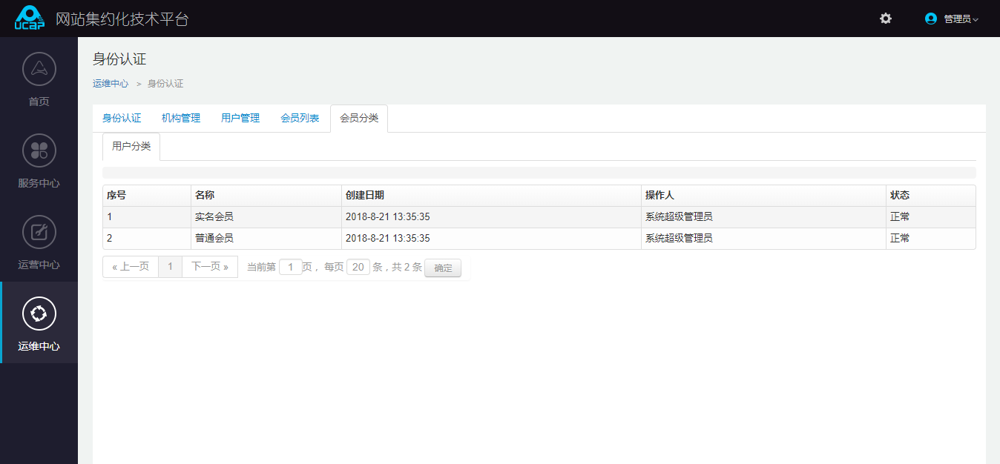 UCAP 网站集约化技术平台 管理员
首页
服务中心
运营中心
运维中心
身份认证
运维中心 > 身份认证
身份认证 机构管理 用户管理 会员列表 会员分类
用户分类
序号 名称 创建日期 操作人 状态
1 实名会员 2018-8-21 13:35:35 系统超级管理员 正常
2 普通会员 2018-8-21 13:35:35 系统超级管理员 正常
« 上一页 1 下一页 » 当前第 1 页， 每页 20 条，共 2 条 确定